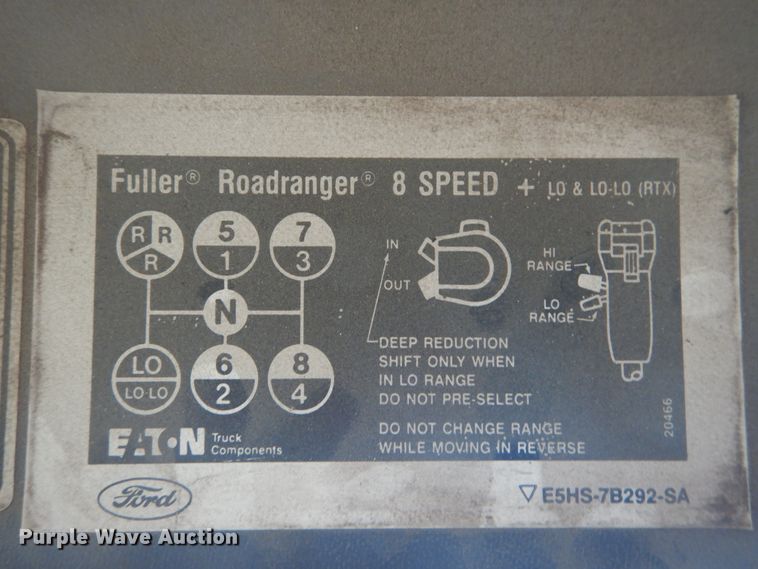 Fuller® Roadranger® 8 SPEED + LO & LO-LO (RTX)
R R 5 7
R 1 3
N
LO 6 8
LO-LO 2 4
IN
OUT
HI
RANGE
LO
RANGE
DEEP REDUCTION
SHIFT ONLY WHEN
IN LO RANGE
DO NOT PRE-SELECT
DO NOT CHANGE RANGE
WHILE MOVING IN REVERSE
20466
EATON Truck
Components
Ford
E5HS-7B292-SA
Purple Wave Auction